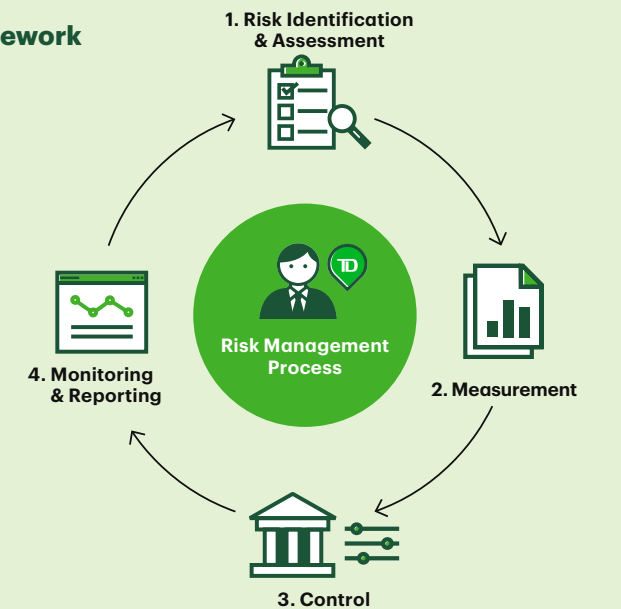 ework
1. Risk Identification
& Assessment
TD
Risk Management
Process
2. Measurement
3. Control
4. Monitoring
& Reporting